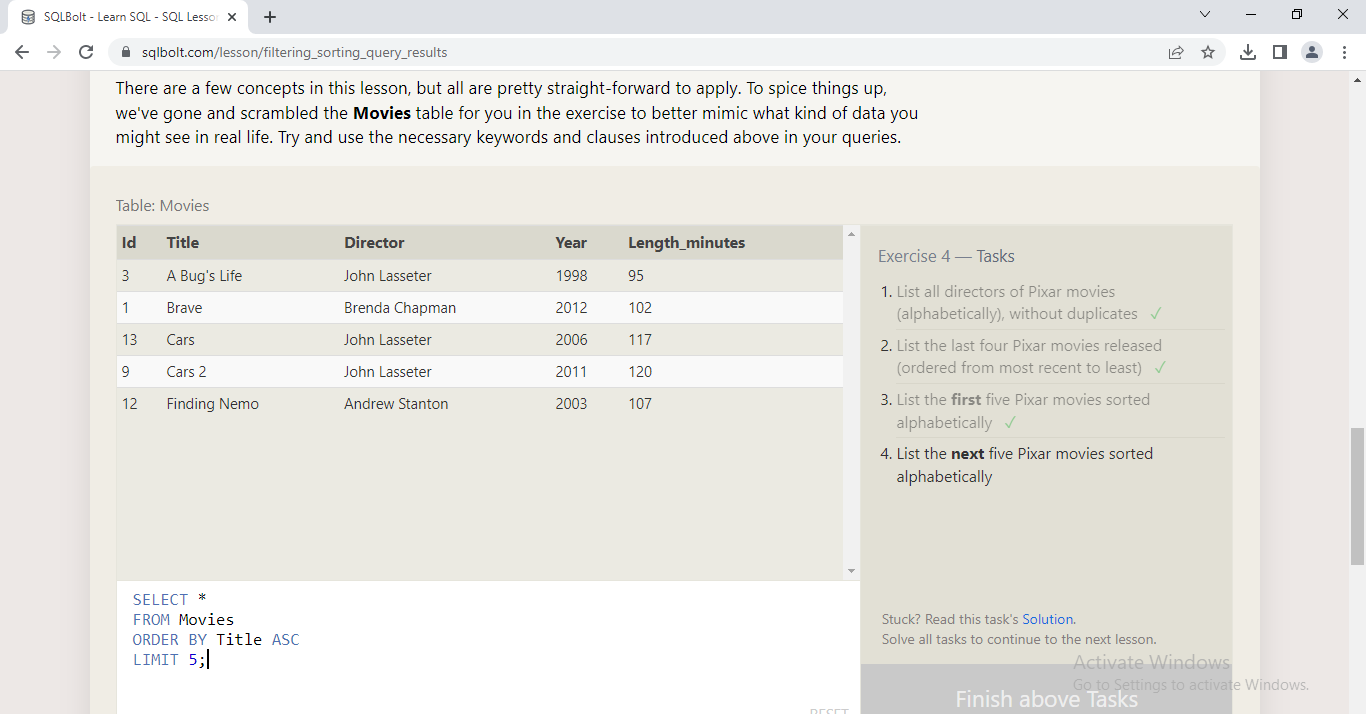 SQLBolt - Learn SQL - SQL Lesson
sqlbolt.com/lesson/filtering_sorting_query_results
There are a few concepts in this lesson, but all are pretty straight-forward to apply. To spice things up,
we've gone and scrambled the Movies table for you in the exercise to better mimic what kind of data you
might see in real life. Try and use the necessary keywords and clauses introduced above in your queries.
Table: Movies
Id Title Director Year Length_minutes
3 A Bug's Life John Lasseter 1998 95
1 Brave Brenda Chapman 2012 102
13 Cars John Lasseter 2006 117
9 Cars 2 John Lasseter 2011 120
12 Finding Nemo Andrew Stanton 2003 107
SELECT *
FROM Movies
ORDER BY Title ASC
LIMIT 5;
RESET
Exercise 4 — Tasks
1. List all directors of Pixar movies
(alphabetically), without duplicates ✓
2. List the last four Pixar movies released
(ordered from most recent to least) ✓
3. List the first five Pixar movies sorted
alphabetically ✓
4. List the next five Pixar movies sorted
alphabetically
Stuck? Read this task's Solution.
Solve all tasks to continue to the next lesson.
Finish above Tasks
Activate Windows
Go to Settings to activate Windows.